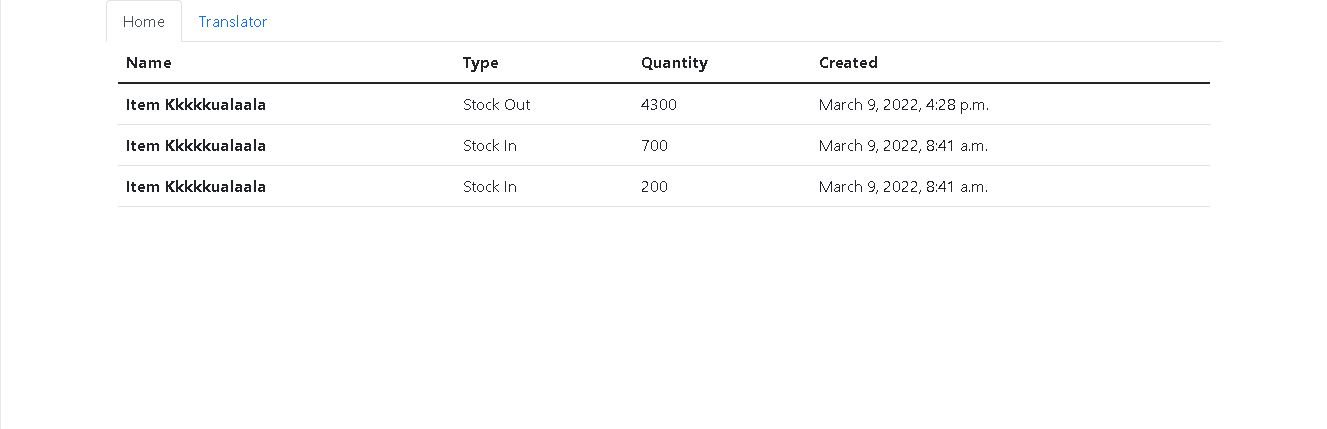 Home Translator
Name Type Quantity Created
Item Kkkkkualaala Stock Out 4300 March 9, 2022, 4:28 p.m.
Item Kkkkkualaala Stock In 700 March 9, 2022, 8:41 a.m.
Item Kkkkkualaala Stock In 200 March 9, 2022, 8:41 a.m.